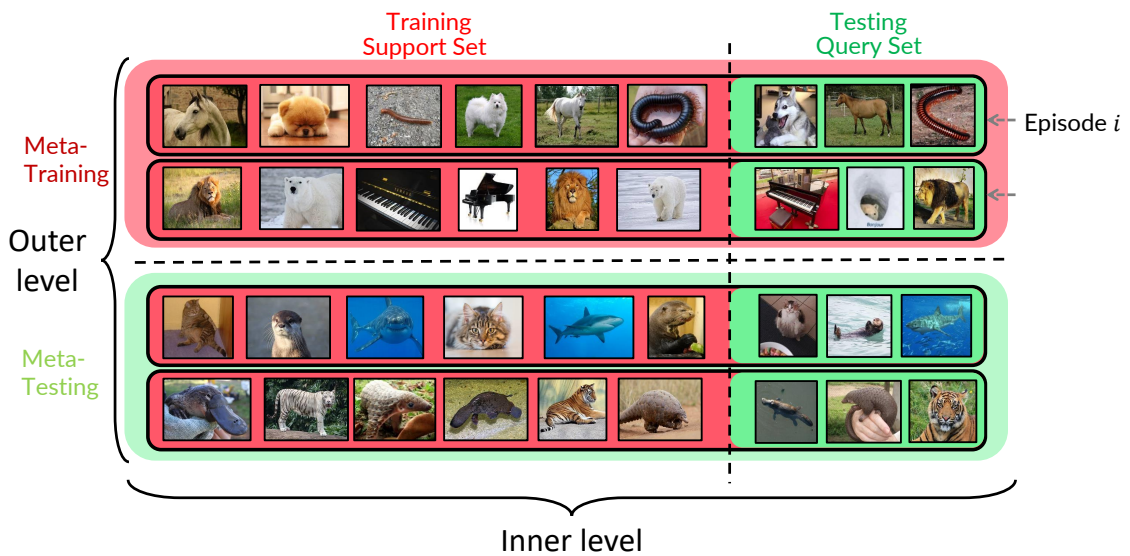 Training
Support Set
Testing
Query Set
Meta-
Training
Episode i
Outer
level
Meta-
Testing
Inner level